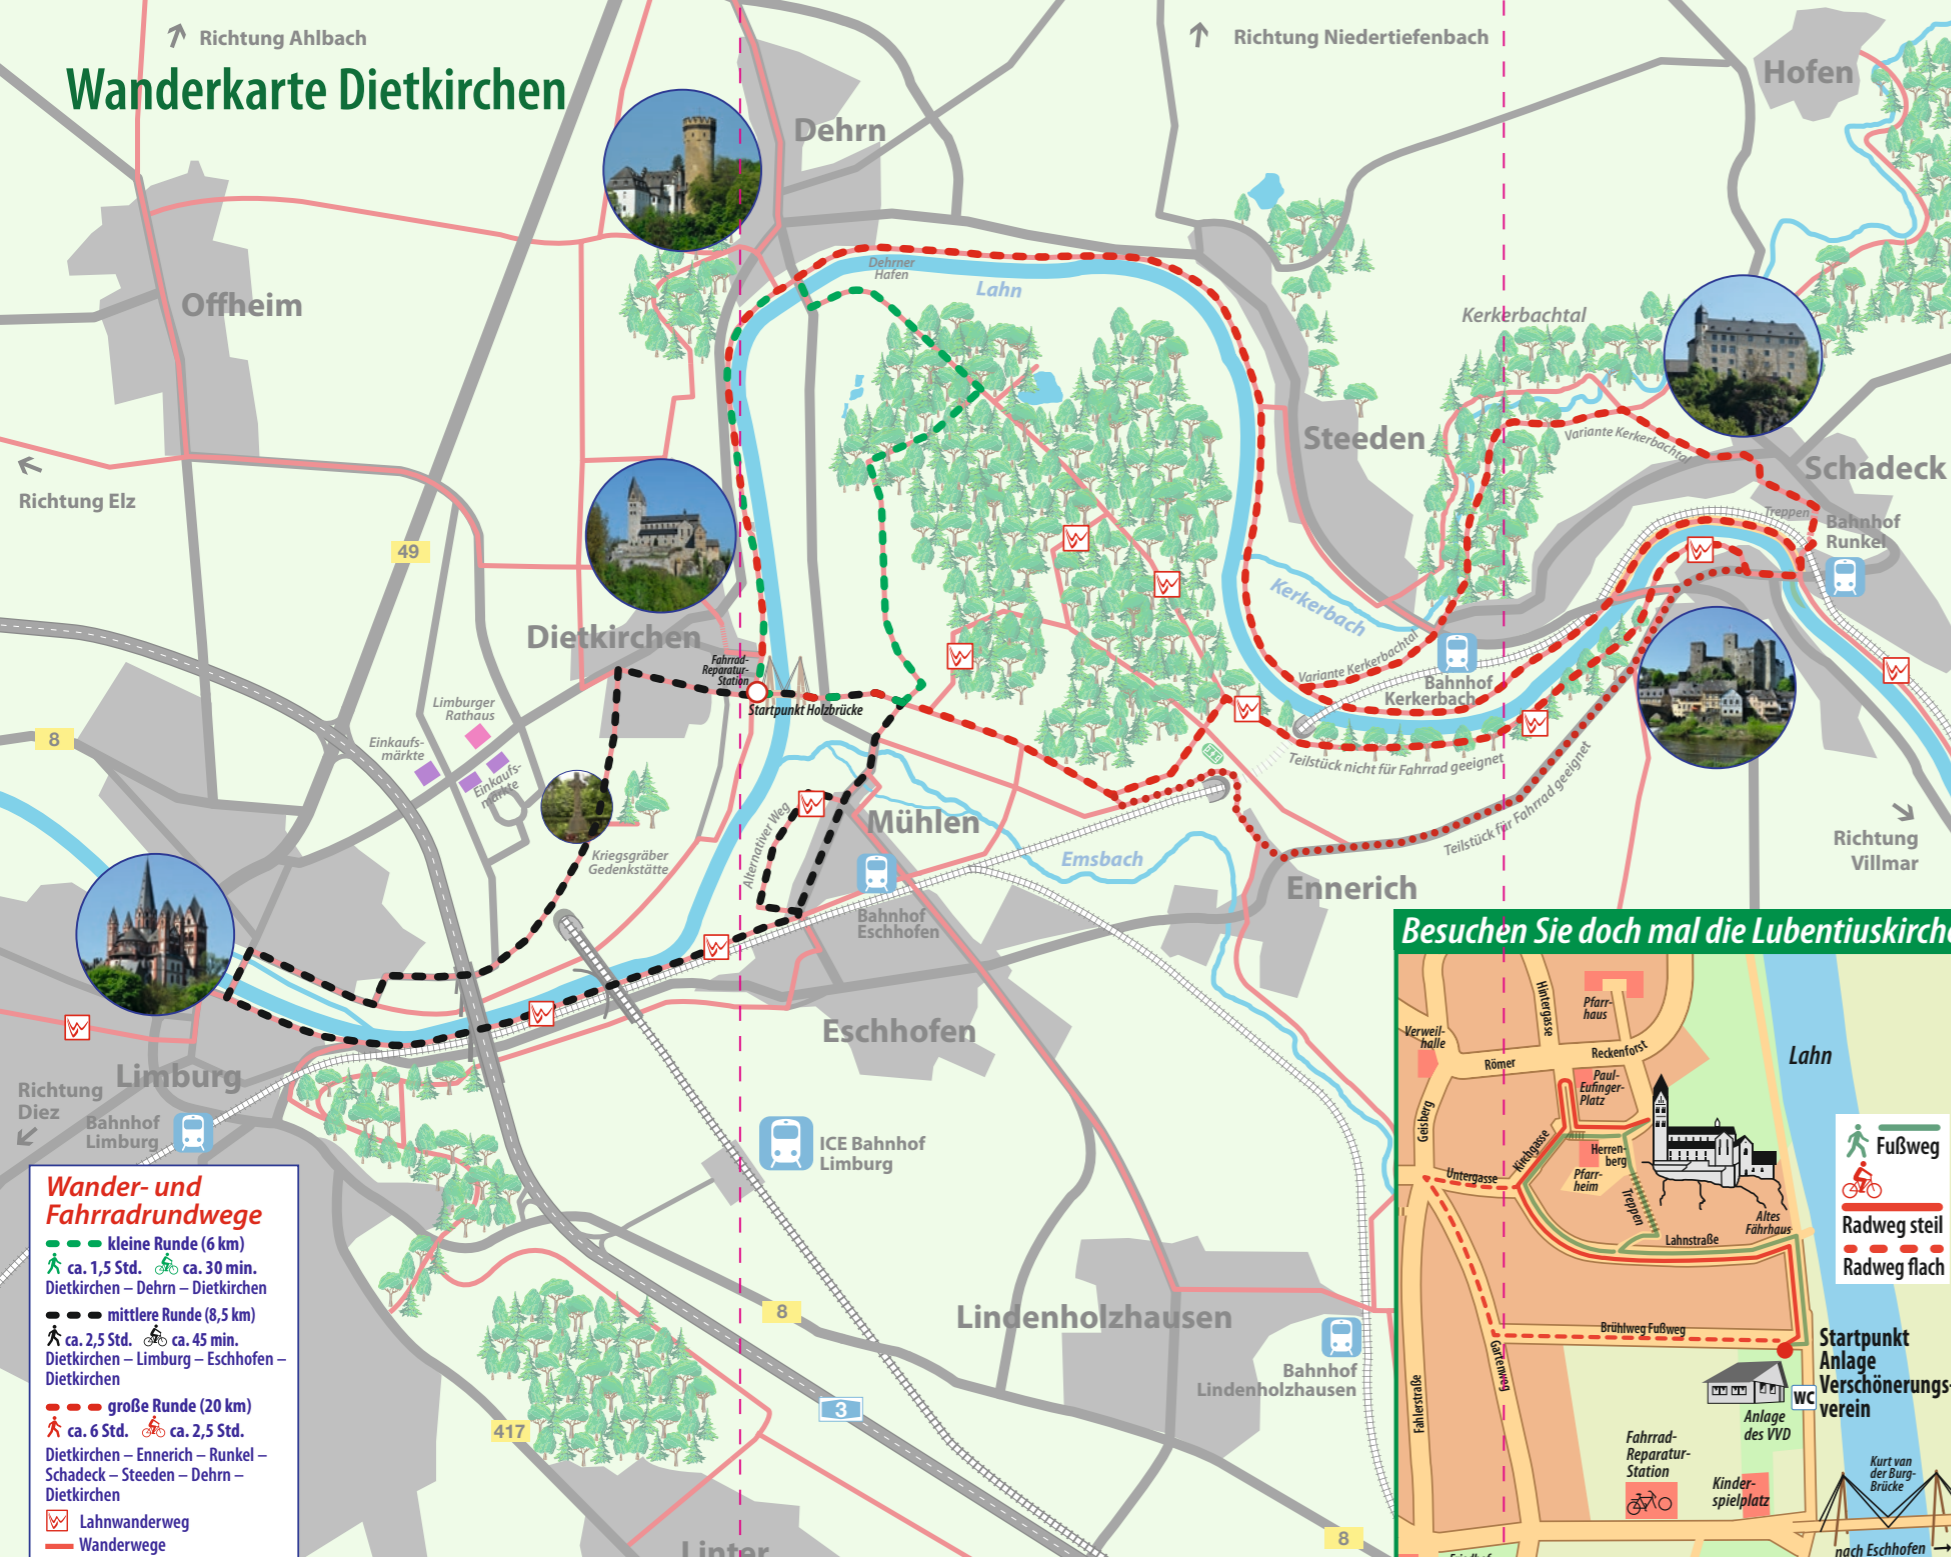 Richtung Ahlbach
Richtung Niedertiefenbach
Wanderkarte Dietkirchen
Hofen
Dehrn
Offheim
Dehrner
Hafen
Lahn
Kerkerbachtal
Variante Kerkerbachtal
Steeden
Schadeck
Treppen
Bahnhof
Runkel
Richtung Elz
49
Kerkerbach
Variante Kerkerbachtal
Bahnhof
Kerkerbach
Dietkirchen
Fahrrad-
Reparatur-
Station
Startpunkt Holzbrücke
Limburger
Rathaus
Einkaufs-
märkte
Einkaufs-
märkte
8
Teilstück nicht für Fahrrad geeignet
Teilstück für Fahrrad geeignet
Richtung
Villmar
Mühlen
Alternativer Weg
Kriegsgräber
Gedenkstätte
Emsbach
Ennerich
Bahnhof
Eschhofen
Eschhofen
Limburg
Richtung
Diez
Bahnhof
Limburg
ICE Bahnhof
Limburg
Lindenholzhausen
Bahnhof
Lindenholzhausen
8
3
417
8
Linter
Wander- und
Fahrradrundwege
kleine Runde (6 km)
ca. 1,5 Std. ca. 30 min.
Dietkirchen – Dehrn – Dietkirchen
mittlere Runde (8,5 km)
ca. 2,5 Std. ca. 45 min.
Dietkirchen – Limburg – Eschhofen –
Dietkirchen
große Runde (20 km)
ca. 6 Std. ca. 2,5 Std.
Dietkirchen – Ennerich – Runkel –
Schadeck – Steeden – Dehrn –
Dietkirchen
Lahnwanderweg
Wanderwege
Besuchen Sie doch mal die Lubentiuskirche
Hintergasse
Pfarr-
haus
Verweil-
halle
Römer
Reckenforst
Lahn
Paul-
Eufinger-
Platz
Geisberg
Kirchgasse
Herren-
berg
Pfarr-
heim
Untergasse
Treppen
Altes
Fährhaus
Lahnstraße
Fußweg
Radweg steil
Radweg flach
Brühlweg Fußweg
Gartenweg
Fahlerstraße
Startpunkt
Anlage
Verschönerungs-
verein
WC
Anlage
des VVD
Fahrrad-
Reparatur-
Station
Kinder-
spielplatz
Kurt van
der Burg-
Brücke
nach Eschhofen